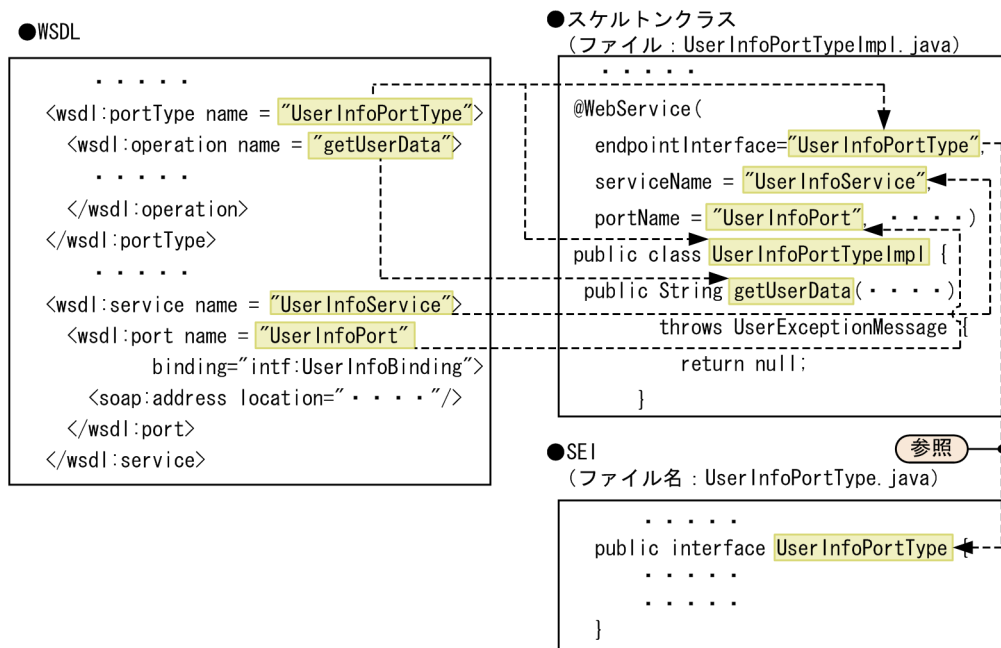 ●WSDL
・・・・・
<wsdl:portType name = "UserInfoPortType">
<wsdl:operation name = "getUserData">
・・・・・
</wsdl:operation>
</wsdl:portType>
・・・・・
<wsdl:service name = "UserInfoService">
<wsdl:port name = "UserInfoPort"
binding="intf:UserInfoBinding">
<soap:address location="・・・・"/>
</wsdl:port>
</wsdl:service>
●スケルトンクラス
(ファイル：UserInfoPortTypeImpl.java)
・・・・・
@WebService(
endpointInterface="UserInfoPortType",
serviceName = "UserInfoService",
portName = "UserInfoPort", ・・・・)
public class UserInfoPortTypeImpl {
public String getUserData(・・・・)
throws UserExceptionMessage {
return null;
}
●SEI
(ファイル名：UserInfoPortType.java)
参照
・・・・・
public interface UserInfoPortType {
・・・・・
・・・・・
}